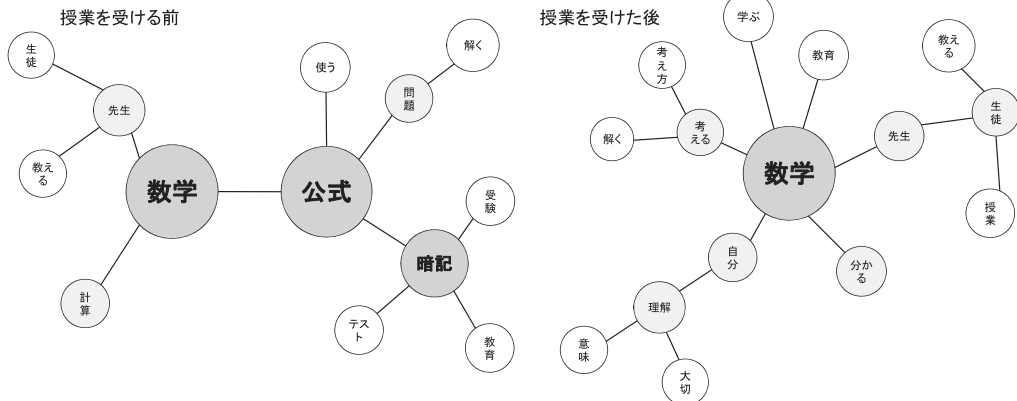 授業を受ける前
生
徒
先生
教え
る
数学
計
算
使う
公式
問
題
解く
受
験
暗記
テス
ト
教
育
授業を受けた後
学ぶ
教育
考
え
方
解く
考
える
数学
先生
教え
る
生
徒
授
業
自
分
分か
る
理解
意
味
大
切